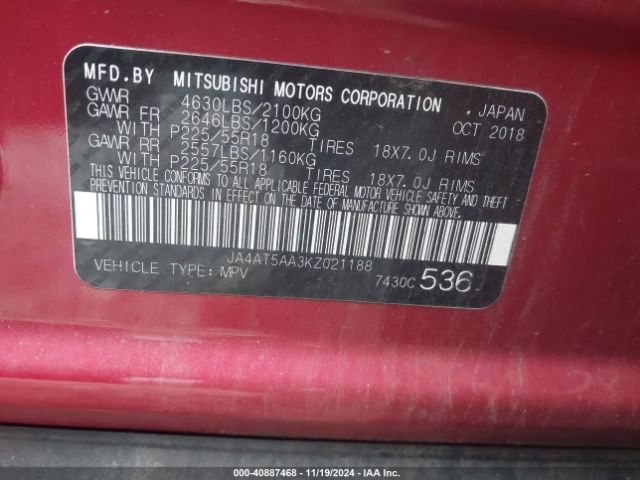 MFD.BY MITSUBISHI MOTORS CORPORATION, JAPAN
GVWR 4630LBS/2100KG OCT 2018
GAWR FR 2646LBS/1200KG
WITH P225/55R18 TIRES 18X7.0J RIMS
GAWR RR 2557LBS/1160KG
WITH P225/55R18 TIRES 18X7.0J RIMS
THIS VEHICLE CONFORMS TO ALL APPLICABLE FEDERAL MOTOR VEHICLE SAFETY AND THEFT
PREVENTION STANDARDS IN EFFECT ON THE DATE OF MANUFACTURE SHOWN ABOVE.
JA4AT5AA3KZ021188
VEHICLE TYPE:MPV 7430C 536
000-40887468 - 11/19/2024 - IAA Inc.